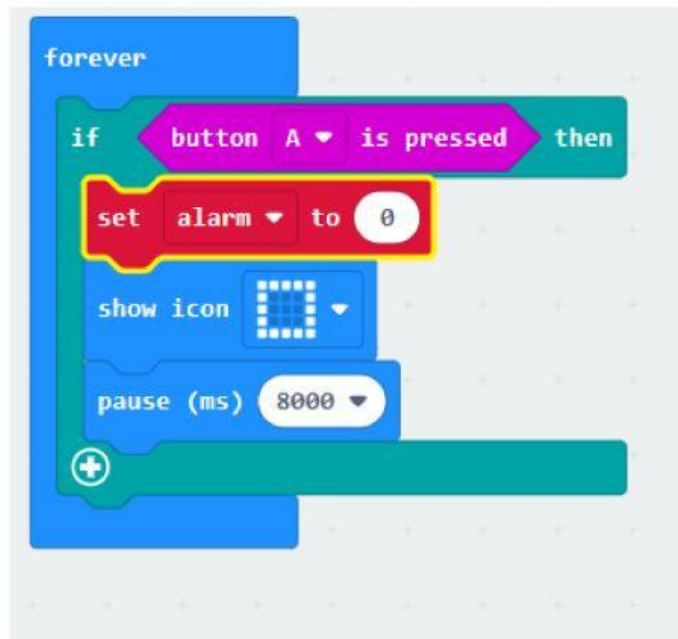 forever
if button A is pressed then
set alarm to 0
show icon
pause (ms) 8000